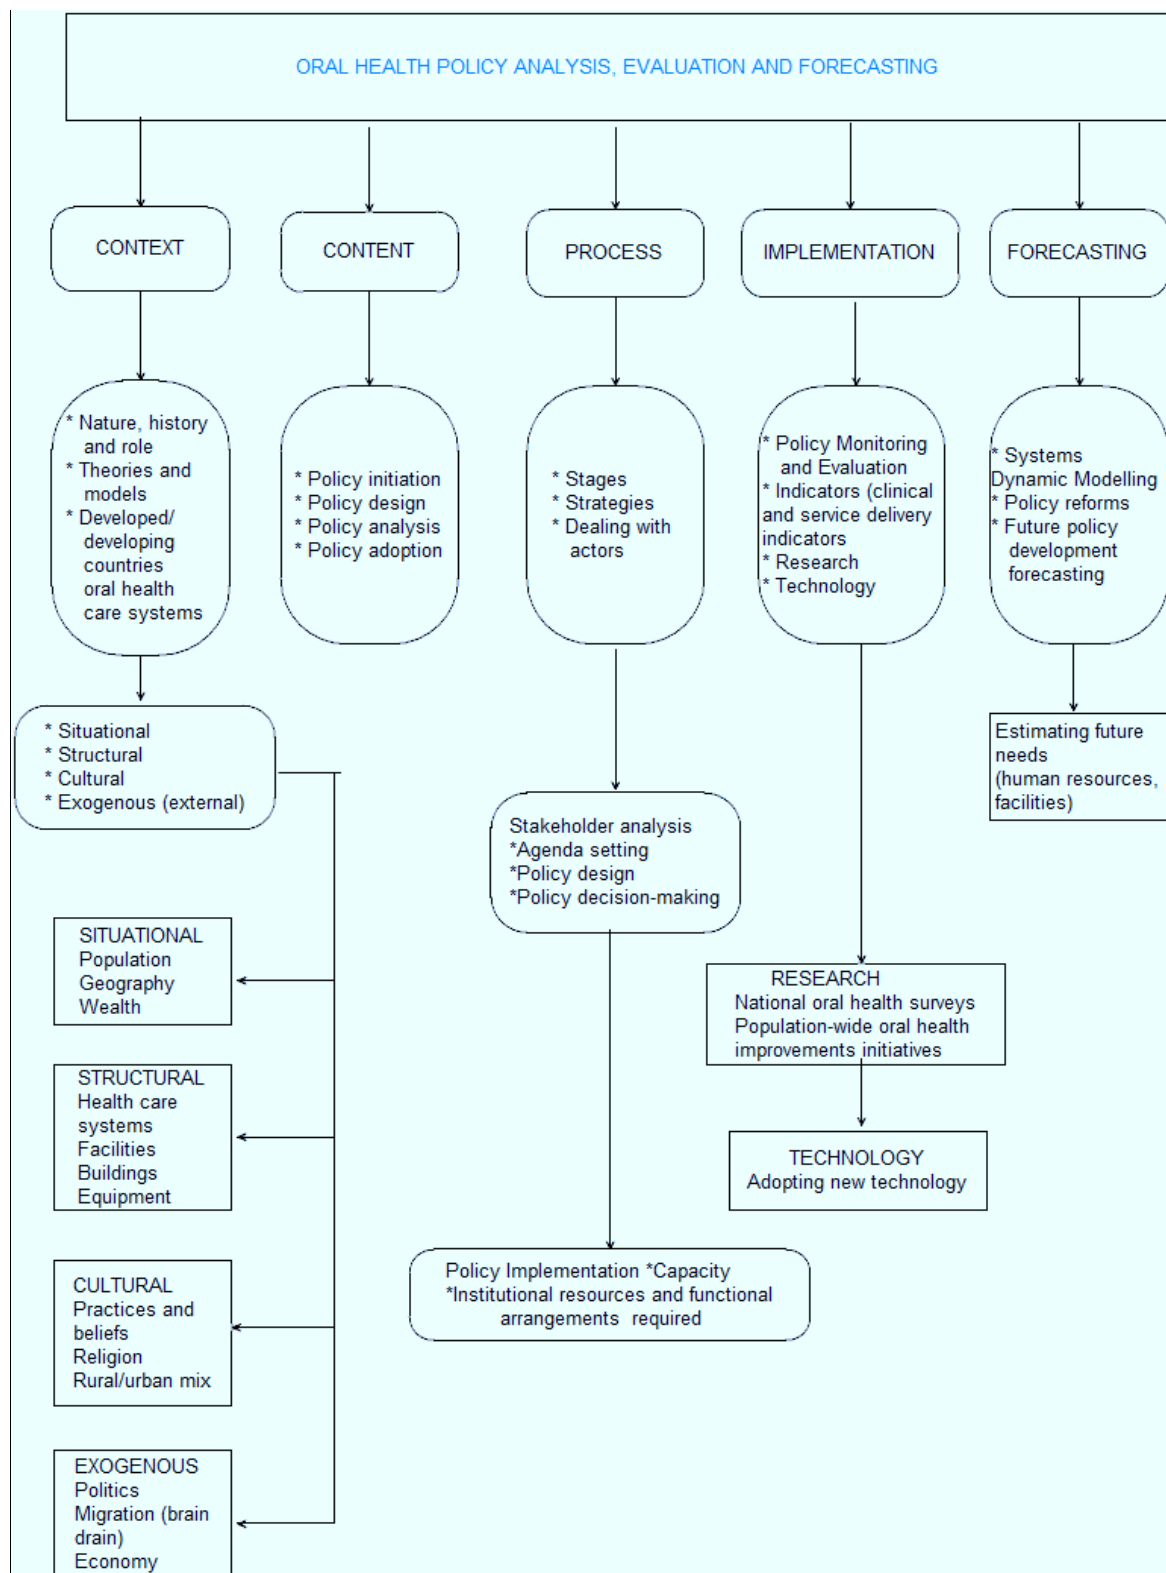 ORAL HEALTH POLICY ANALYSIS, EVALUATION AND FORECASTING
CONTEXT
CONTENT
PROCESS
IMPLEMENTATION
FORECASTING
* Nature, history
and role
* Theories and
models
* Developed/
developing
countries
oral health
care systems
* Policy initiation
* Policy design
* Policy analysis
* Policy adoption
* Stages
* Strategies
* Dealing with
actors
* Policy Monitoring
and Evaluation
* Indicators (clinical
and service delivery
indicators
* Research
* Technology
* Systems
Dynamic Modelling
* Policy reforms
* Future policy
development
forecasting
* Situational
* Structural
* Cultural
* Exogenous (external)
Estimating future
needs
(human resources,
facilities)
Stakeholder analysis
*Agenda setting
*Policy design
*Policy decision-making
SITUATIONAL
Population
Geography
Wealth
RESEARCH
National oral health surveys
Population-wide oral health
improvements initiatives
STRUCTURAL
Health care
systems
Facilities
Buildings
Equipment
TECHNOLOGY
Adopting new technology
Policy Implementation *Capacity
*Institutional resources and functional
arrangements required
CULTURAL
Practices and
beliefs
Religion
Rural/urban mix
EXOGENOUS
Politics
Migration (brain
drain)
Economy